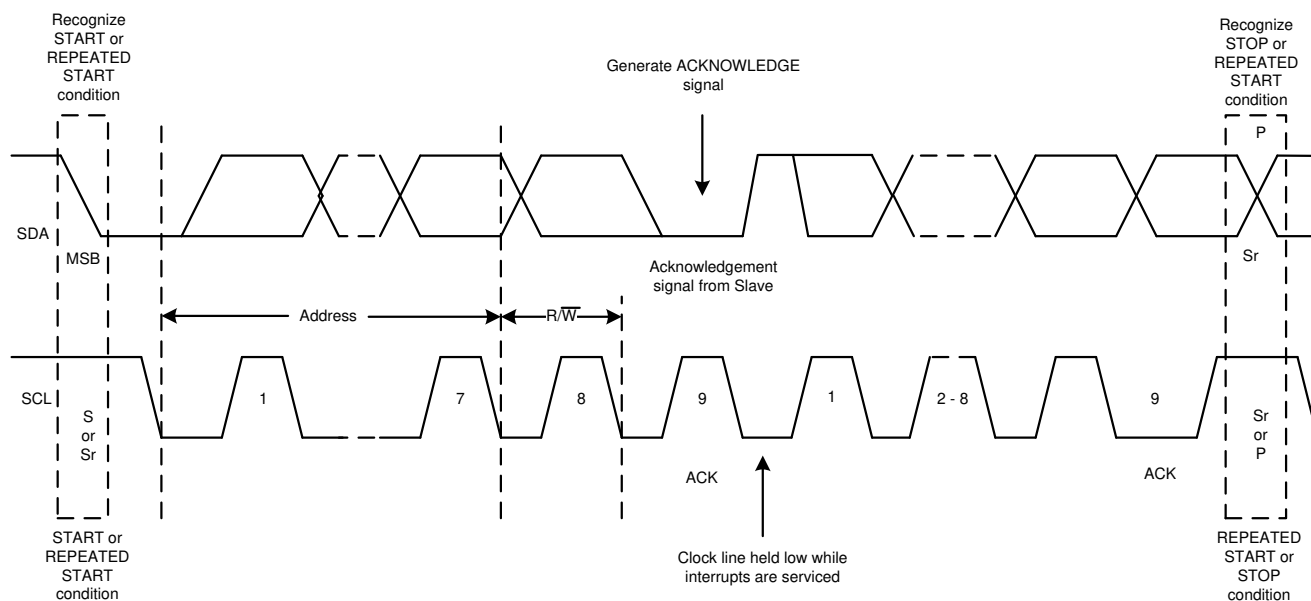 Recognize
START or
REPEATED
START
condition
Generate ACKNOWLEDGE
signal
Recognize
STOP or
REPEATED
START
condition
P
SDA
MSB
Acknowledgement
signal from Slave
Sr
Address
R/W̅
SCL
S
or
Sr
1
7
8
9
1
2 - 8
9
Sr
or
P
ACK
ACK
START or
REPEATED
START
condition
Clock line held low while
interrupts are serviced
REPEATED
START or
STOP
condition